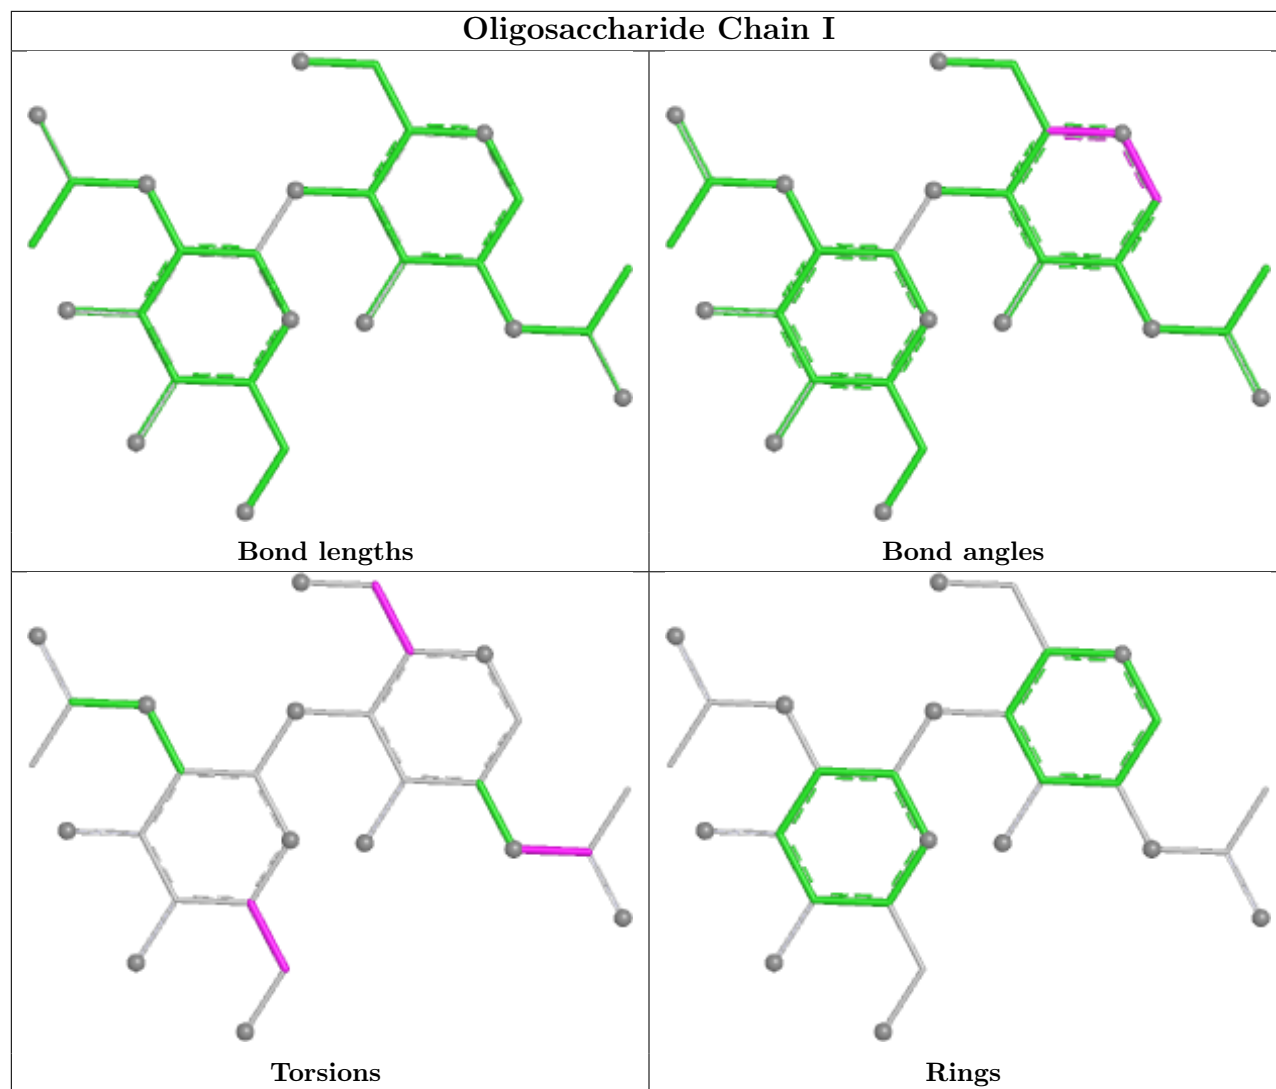 Oligosaccharide Chain I
Bond lengths
Bond angles
Torsions
Rings